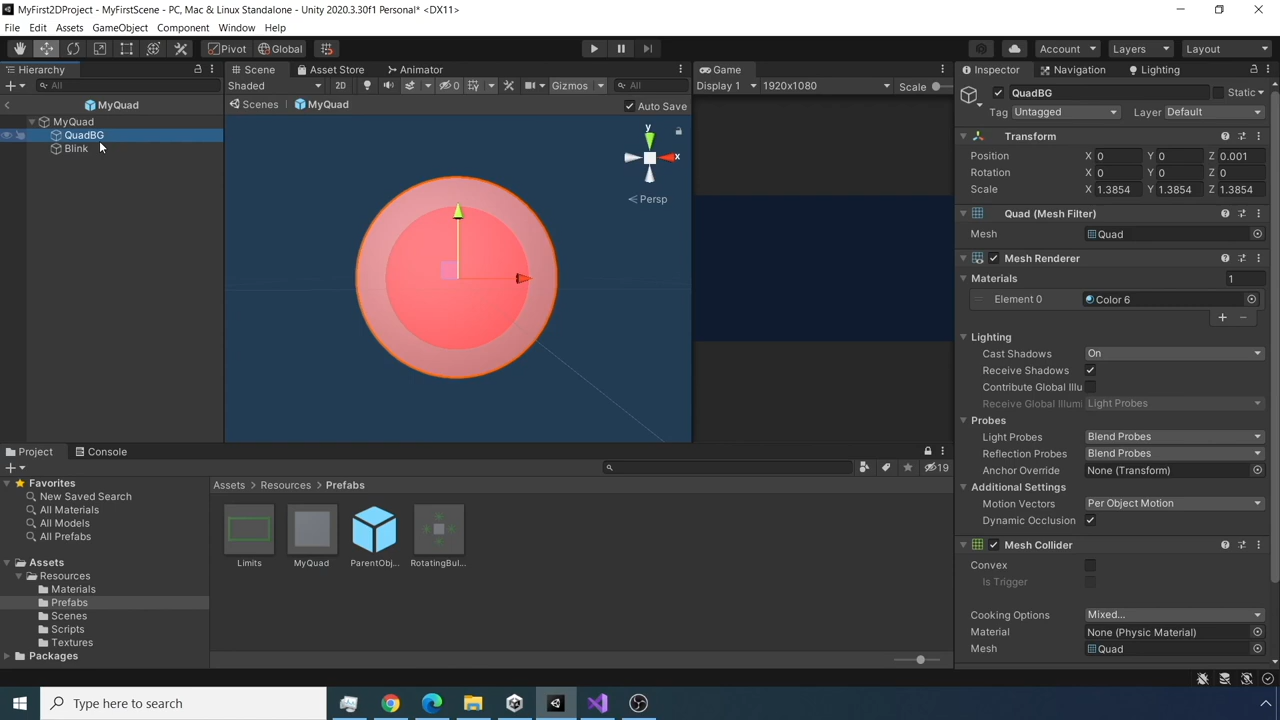 MyFirst2DProject - MyFirstScene - PC, Mac & Linux Standalone - Unity 2020.3.30f1 Personal* <DX11>
File Edit Assets GameObject Component Window Help
Pivot Global Account Layers Layout
Hierarchy
All
MyQuad
MyQuad
QuadBG
Blink
Scene Asset Store Animator
Shaded 2D 0 Gizmos All
Scenes MyQuad Auto Save
y
x
Persp
Game
Display 1 1920x1080 Scale
Inspector Navigation Lighting
QuadBG Static
Tag Untagged Layer Default
Transform
Position X 0 Y 0 Z 0.001
Rotation X 0 Y 0 Z 0
Scale X 1.3854 Y 1.3854 Z 1.3854
Quad (Mesh Filter)
Mesh Quad
Mesh Renderer
Materials 1
Element 0 Color 6
Lighting
Cast Shadows On
Receive Shadows
Contribute Global Illu
Receive Global Illumi Light Probes
Probes
Light Probes Blend Probes
Reflection Probes Blend Probes
Anchor Override None (Transform)
Additional Settings
Motion Vectors Per Object Motion
Dynamic Occlusion
Mesh Collider
Convex
Is Trigger
Cooking Options Mixed...
Material None (Physic Material)
Mesh Quad
Project Console
19
Favorites
New Saved Search
All Materials
All Models
All Prefabs
Assets
Resources
Materials
Prefabs
Scenes
Scripts
Textures
Packages
Assets Resources Prefabs
Limits MyQuad ParentObj... RotatingBul...
Type here to search